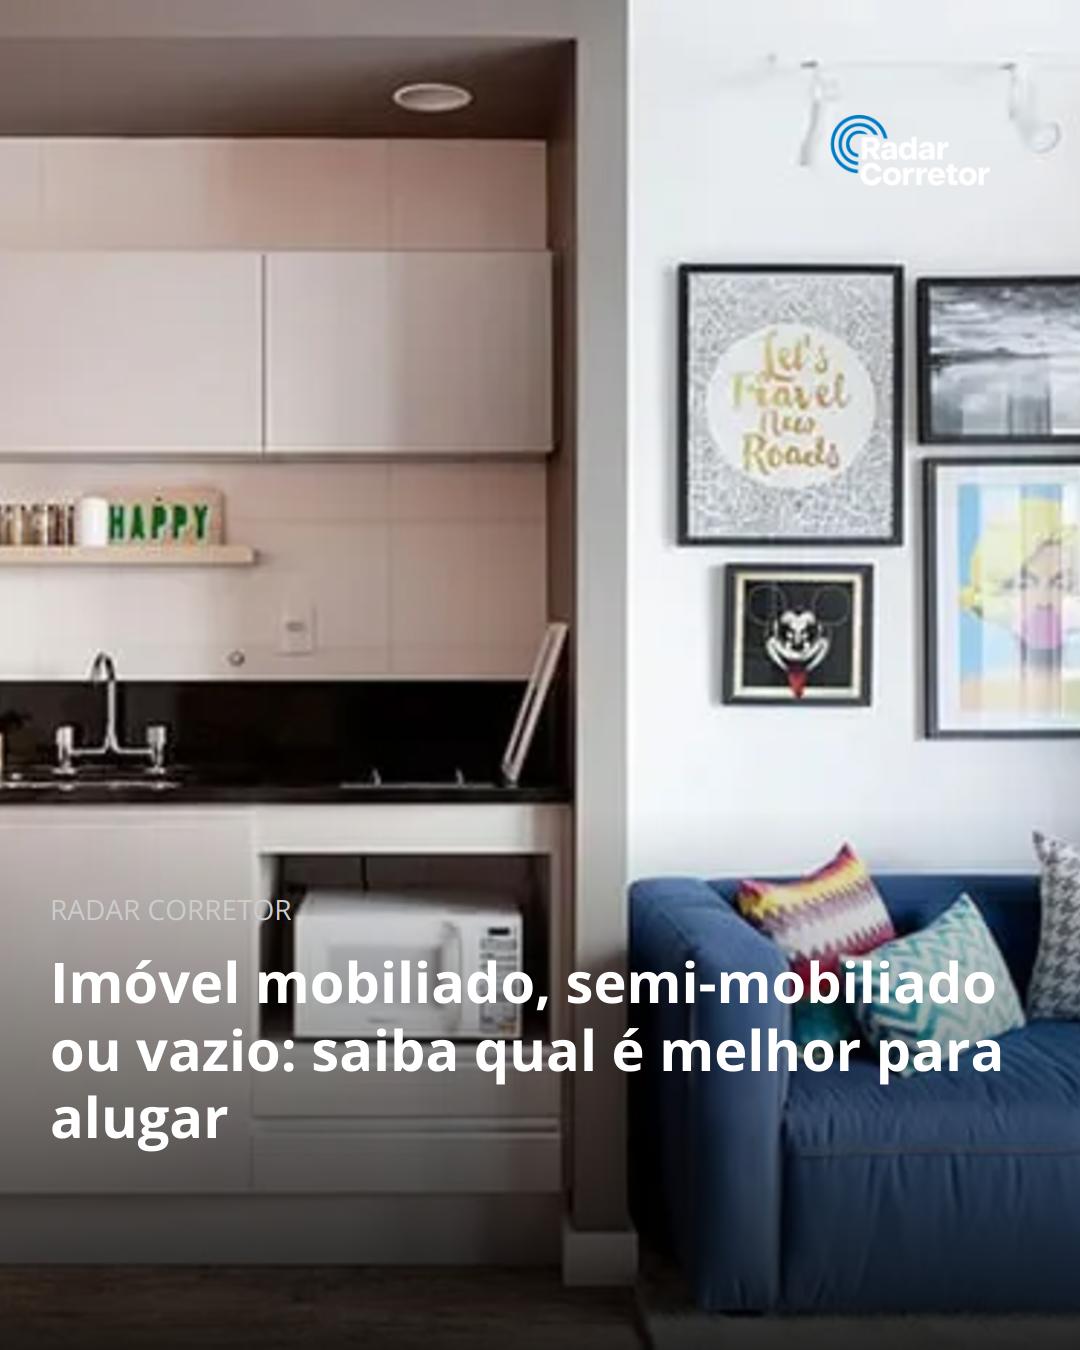 Radar
Corretor
Let's
Travel
New
Roads
HAPPY
RADAR CORRETOR
Imóvel mobiliado, semi-mobiliado
ou vazio: saiba qual é melhor para
alugar